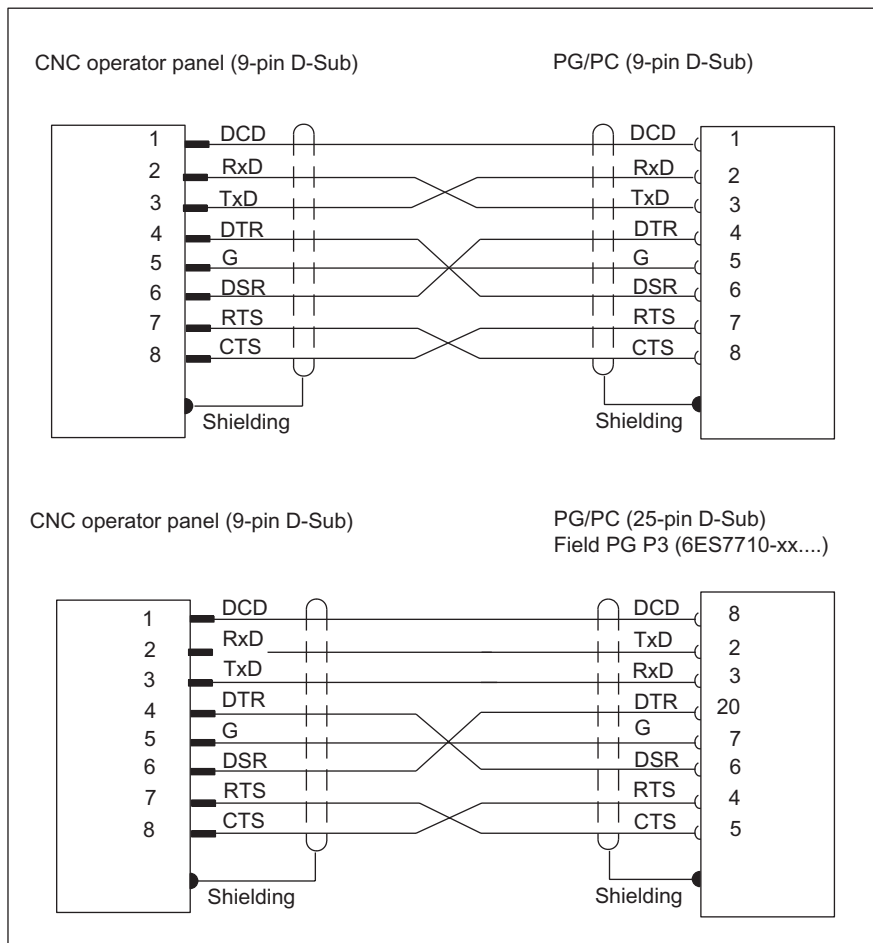 CNC operator panel (9-pin D-Sub) PG/PC (9-pin D-Sub)
1 DCD DCD 1
2 RxD RxD 2
3 TxD TxD 3
4 DTR DTR 4
5 G G 5
6 DSR DSR 6
7 RTS RTS 7
8 CTS CTS 8
Shielding Shielding
CNC operator panel (9-pin D-Sub) PG/PC (25-pin D-Sub)
Field PG P3 (6ES7710-xx....)
1 DCD DCD 8
2 RxD TxD 2
3 TxD RxD 3
4 DTR DTR 20
5 G G 7
6 DSR DSR 6
7 RTS RTS 4
8 CTS CTS 5
Shielding Shielding